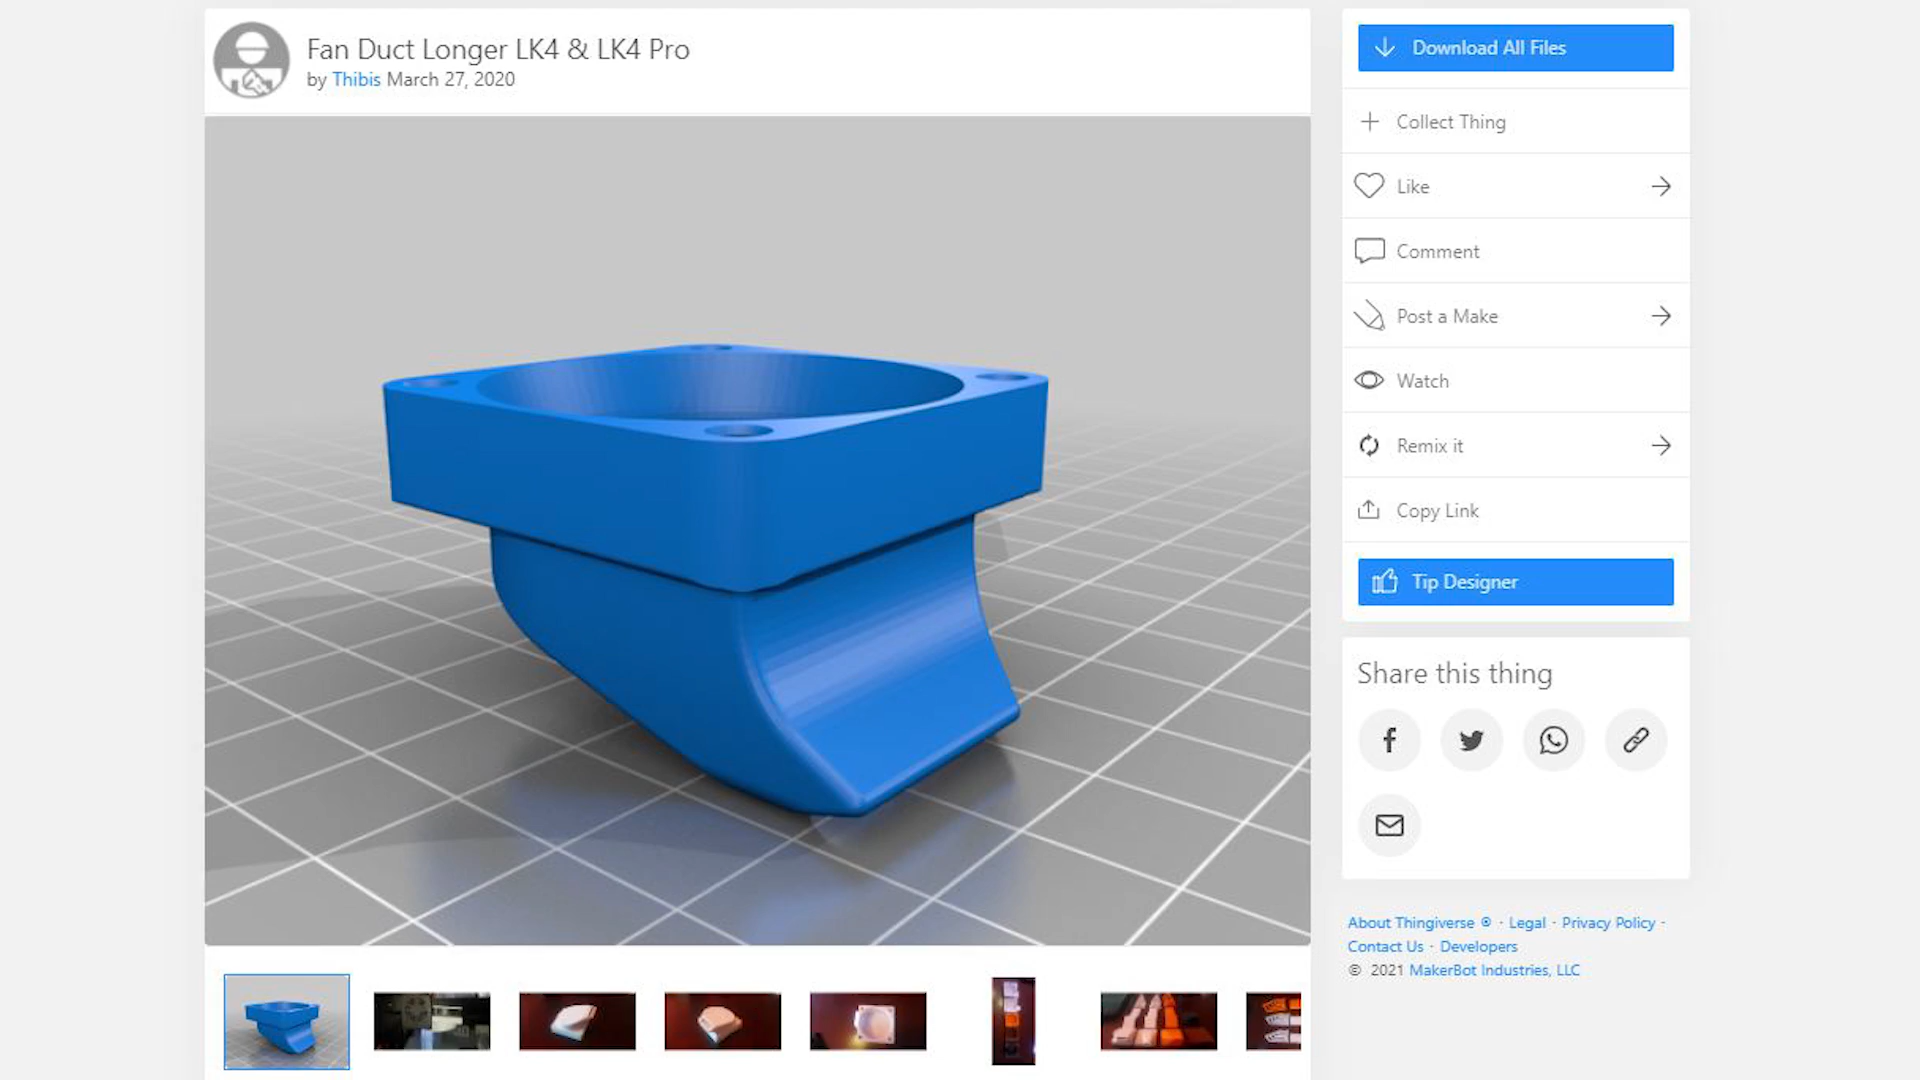 Fan Duct Longer LK4 & LK4 Pro
by Thibis March 27, 2020
Download All Files
Collect Thing
Like
Comment
Post a Make
Watch
Remix it
Copy Link
Tip Designer
Share this thing
About Thingiverse ® · Legal · Privacy Policy ·
Contact Us · Developers
© 2021 MakerBot Industries, LLC